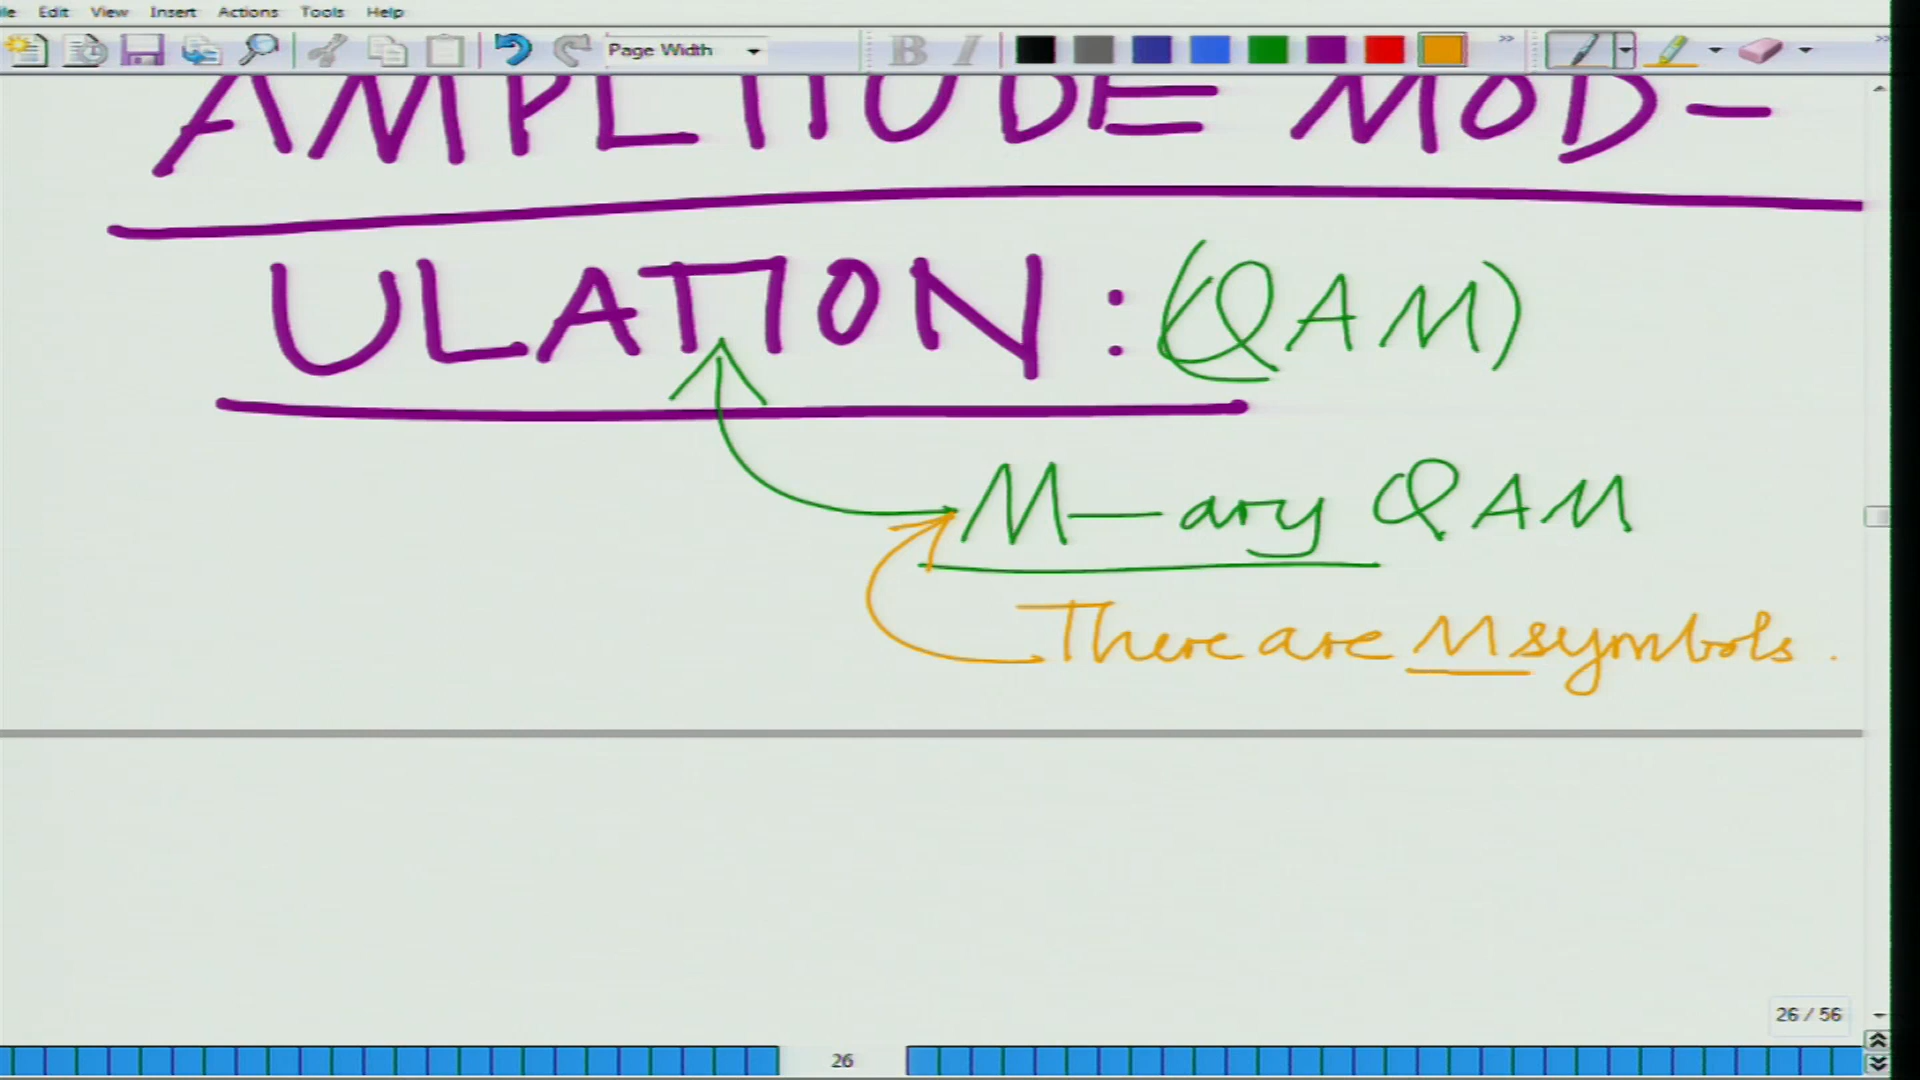 Edit View Insert Actions Tools Help
Page Width
B I
AMPLITUDE MOD-
ULATION : (QAM)
M-ary QAM
There are M symbols.
26 / 56
26